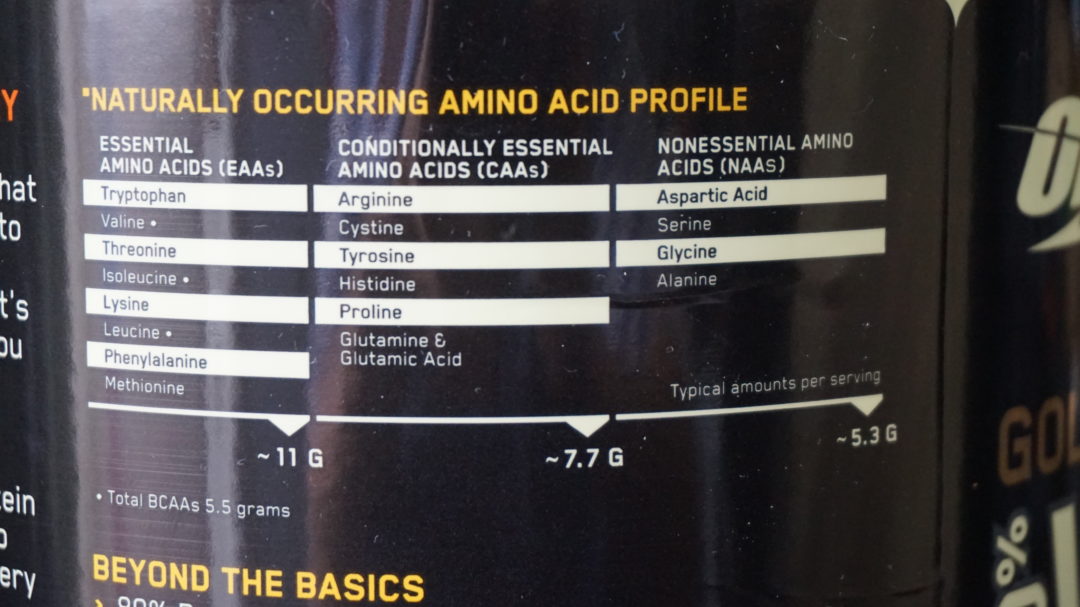 *NATURALLY OCCURRING AMINO ACID PROFILE
ESSENTIAL
AMINO ACIDS (EAAs)
Tryptophan
Valine •
Threonine
Isoleucine •
Lysine
Leucine •
Phenylalanine
Methionine
~ 11 G
CONDITIONALLY ESSENTIAL
AMINO ACIDS (CAAs)
Arginine
Cystine
Tyrosine
Histidine
Proline
Glutamine &
Glutamic Acid
~ 7.7 G
NONESSENTIAL AMINO
ACIDS (NAAs)
Aspartic Acid
Serine
Glycine
Alanine
Typical amounts per serving
~ 5.3 G
• Total BCAAs 5.5 grams
BEYOND THE BASICS
to
%